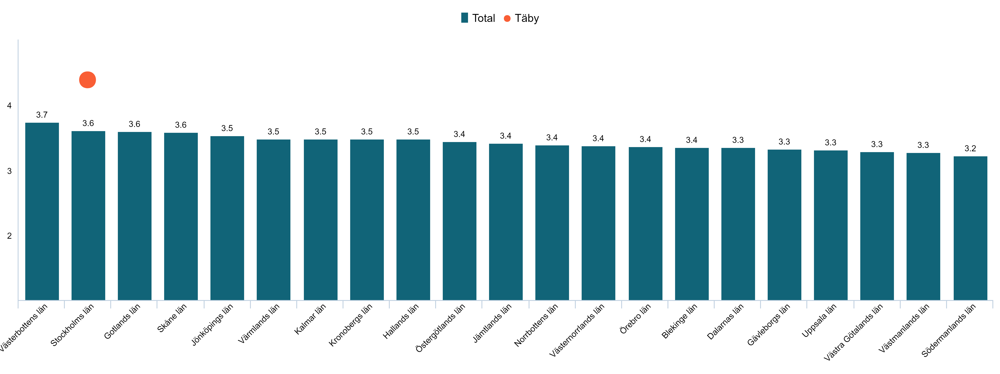 Total Täby
4
3
2
3.7
3.6
3.6
3.6
3.5
3.5
3.5
3.5
3.5
3.4
3.4
3.4
3.4
3.4
3.4
3.3
3.3
3.3
3.3
3.3
3.2
Västerbottens län
Stockholms län
Gotlands län
Skåne län
Jönköpings län
Värmlands län
Kalmar län
Kronobergs län
Hallands län
Östergötlands län
Jämtlands län
Norrbottens län
Västernorrlands län
Örebro län
Blekinge län
Dalarnas län
Gävleborgs län
Uppsala län
Västra Götalands län
Västmanlands län
Södermanlands län